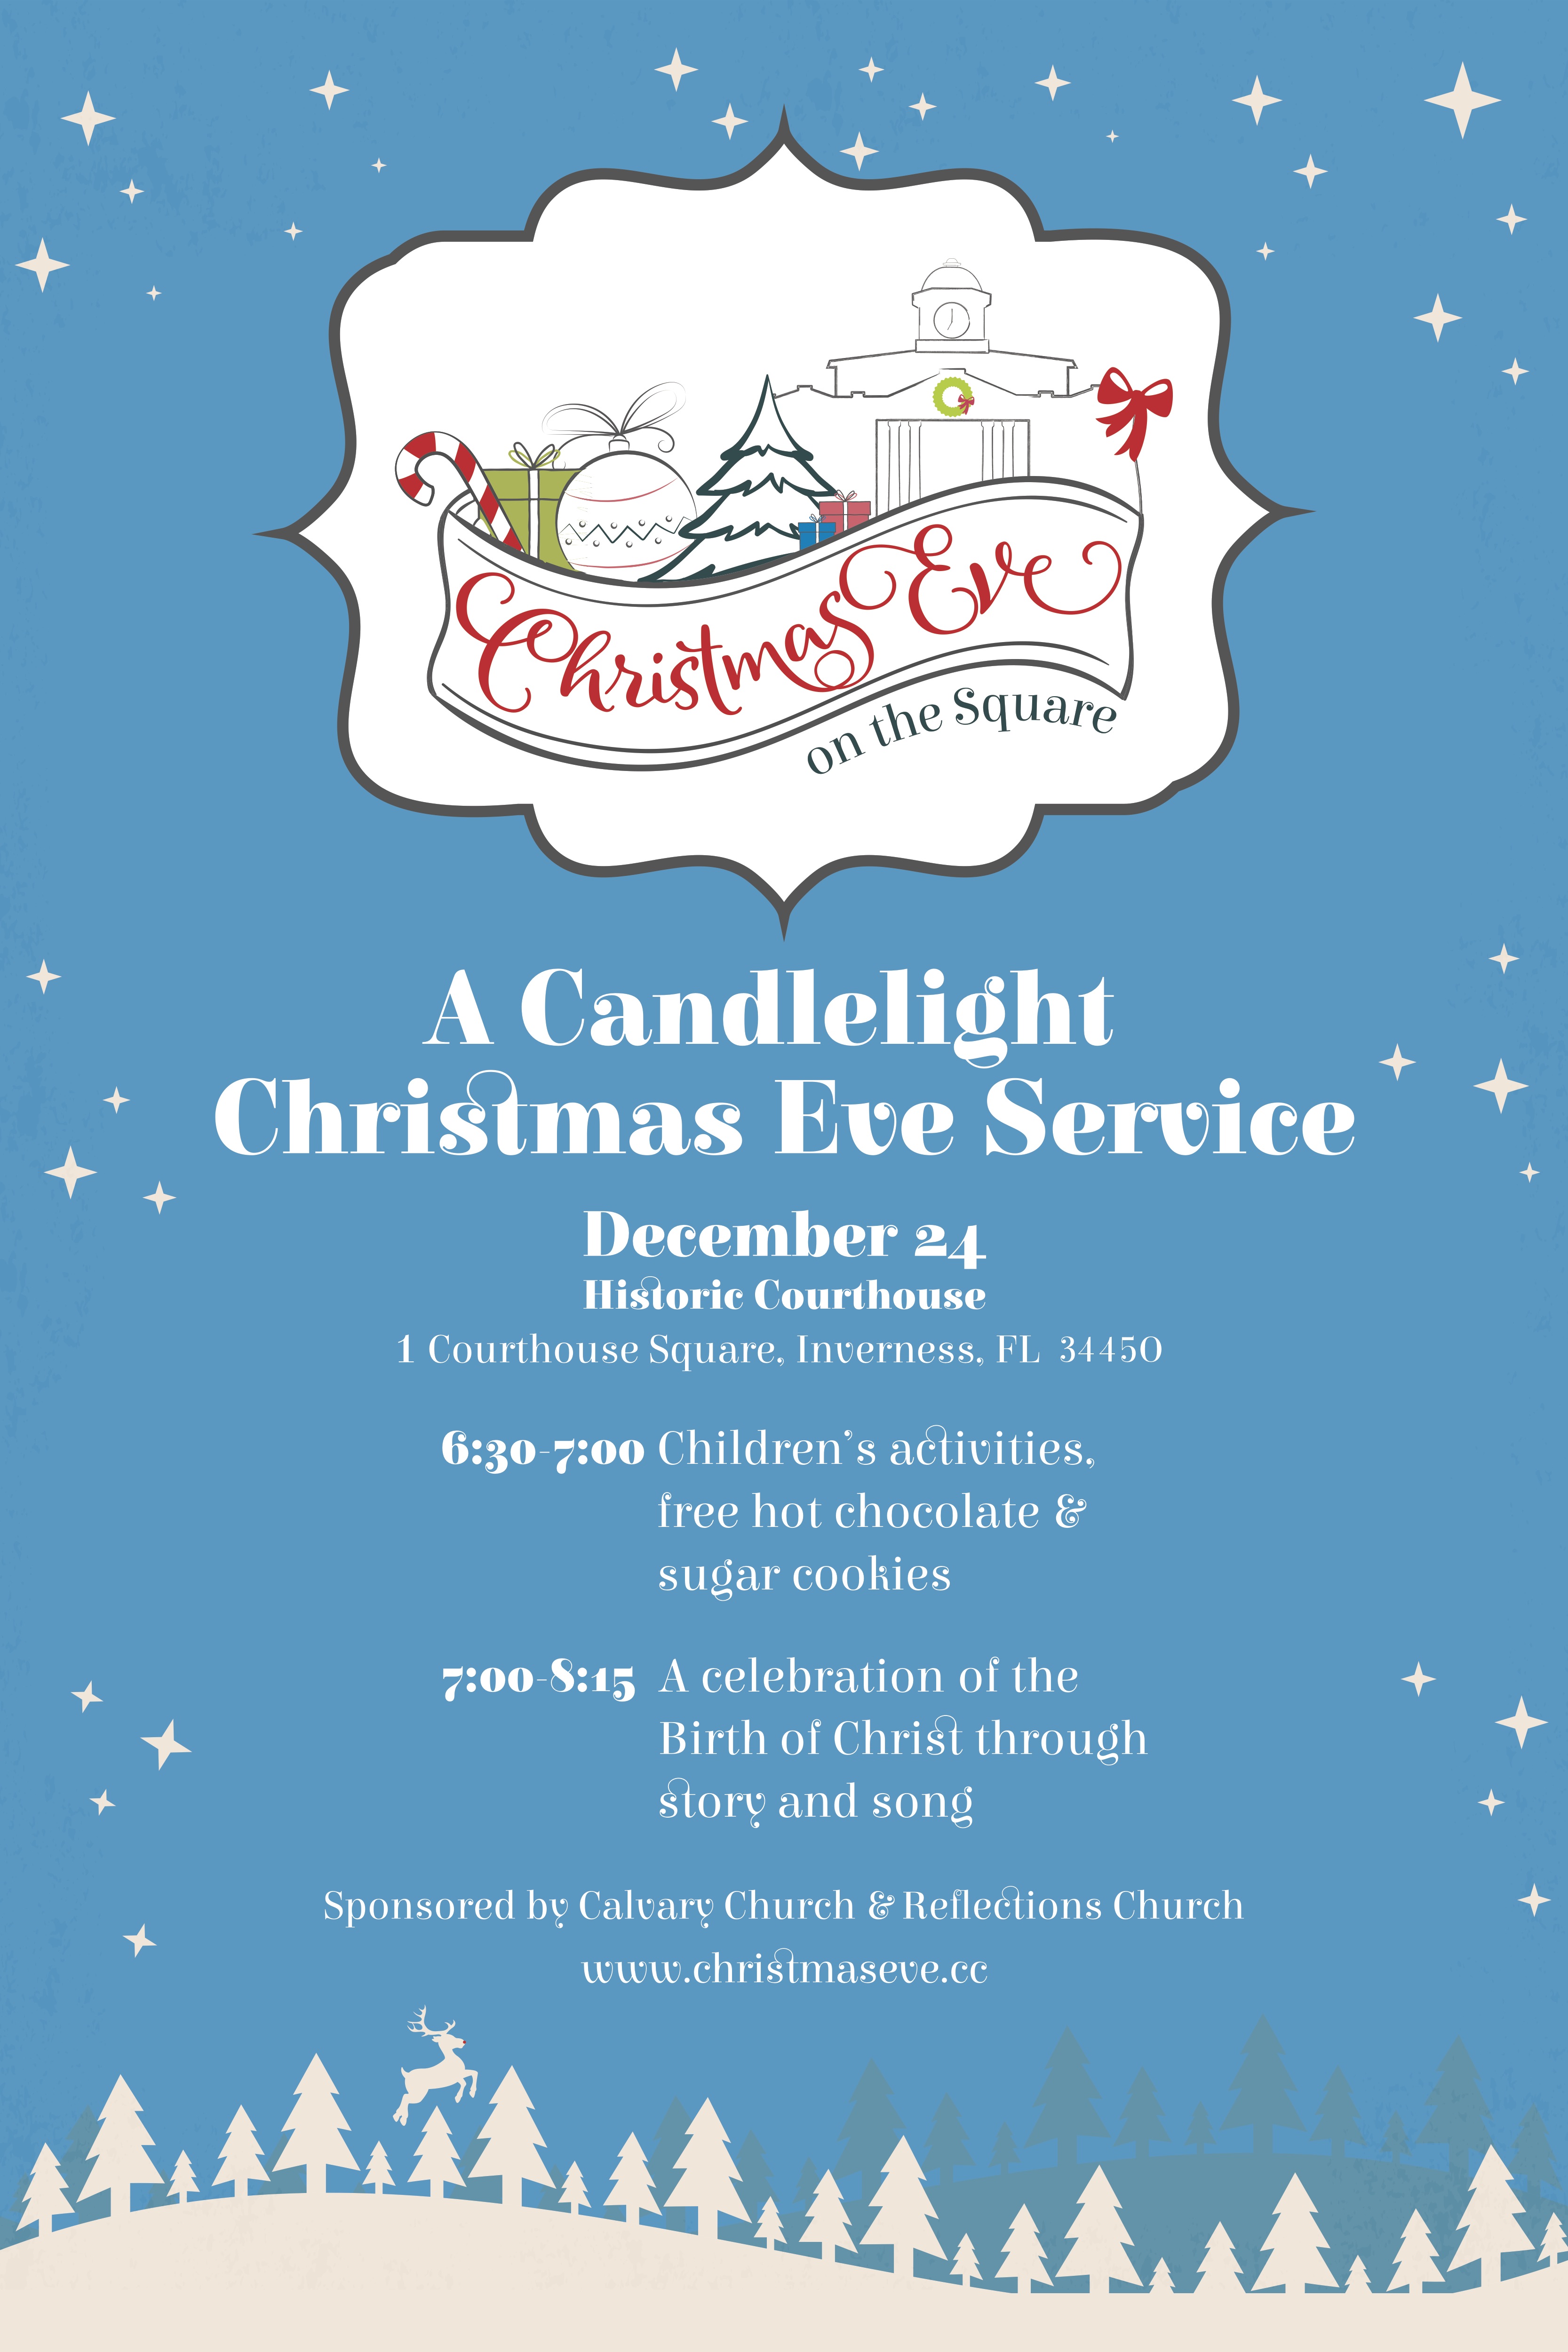 Christmas Eve
on the Square
A Candlelight
Christmas Eve Service
December 24
Historic Courthouse
1 Courthouse Square, Inverness, FL 34450
6:30-7:00 Children's activities,
free hot chocolate &
sugar cookies
7:00-8:15 A celebration of the
Birth of Christ through
story and song
Sponsored by Calvary Church & Reflections Church
www.christmaseve.cc